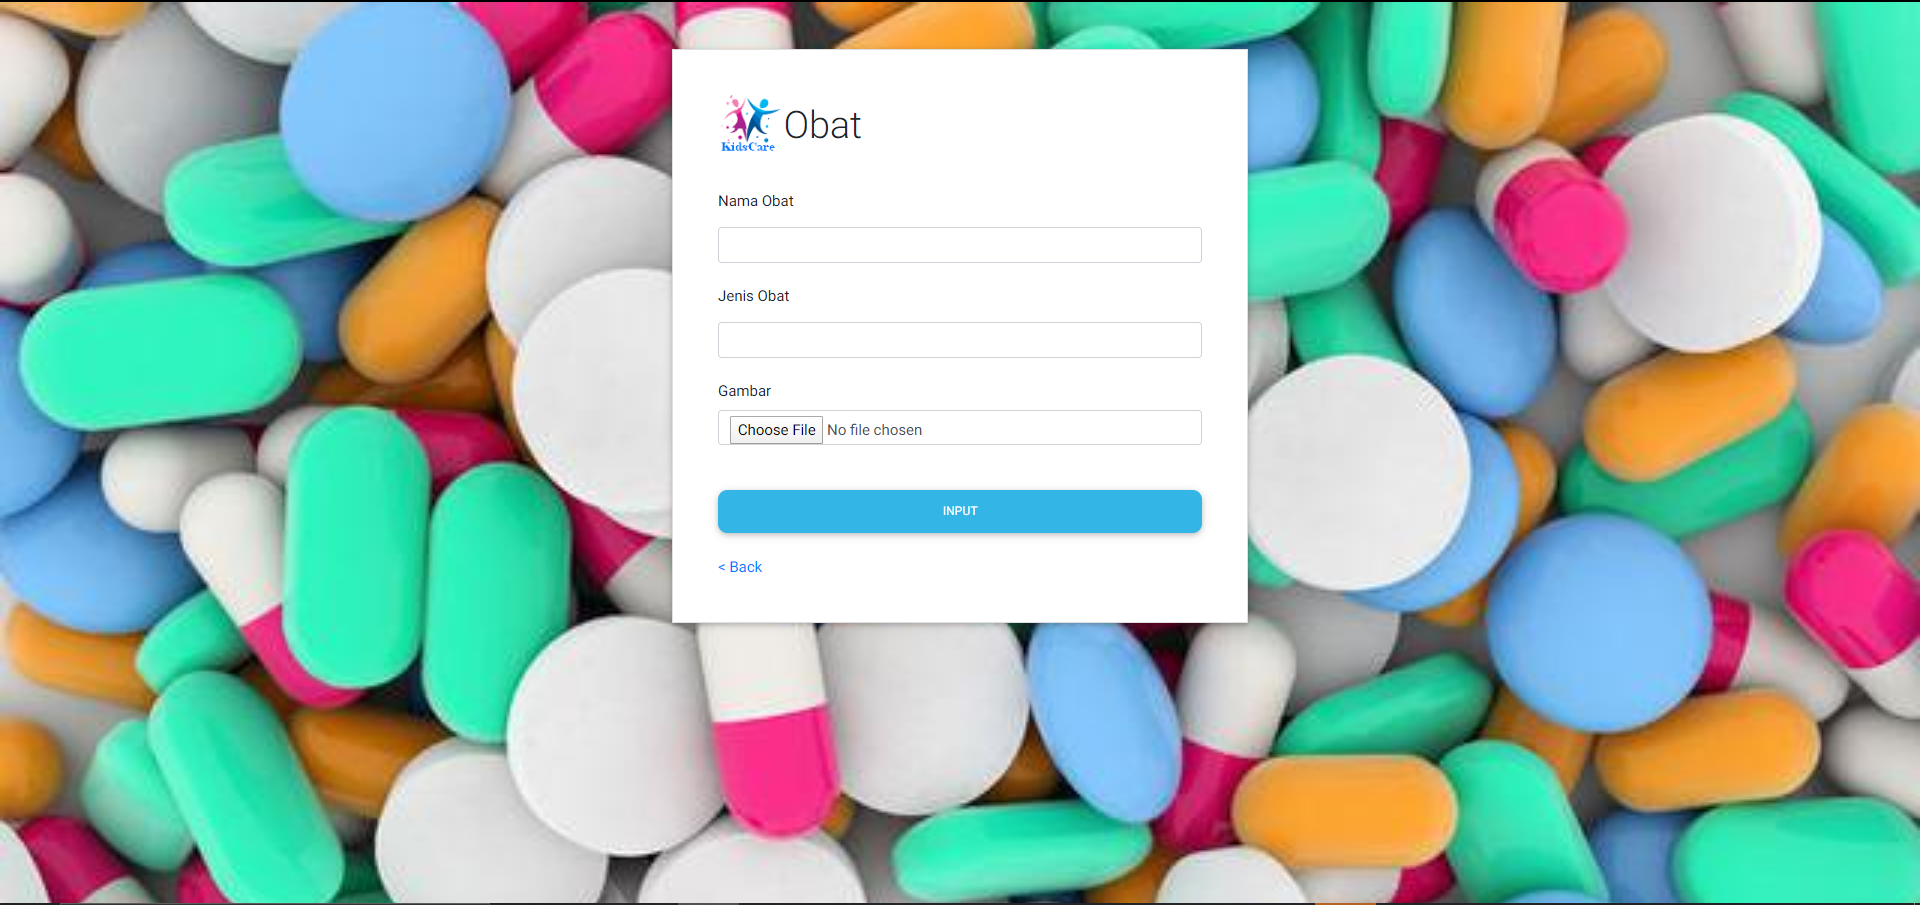 KidsCare
Obat
Nama Obat
Jenis Obat
Gambar
Choose File No file chosen
INPUT
< Back